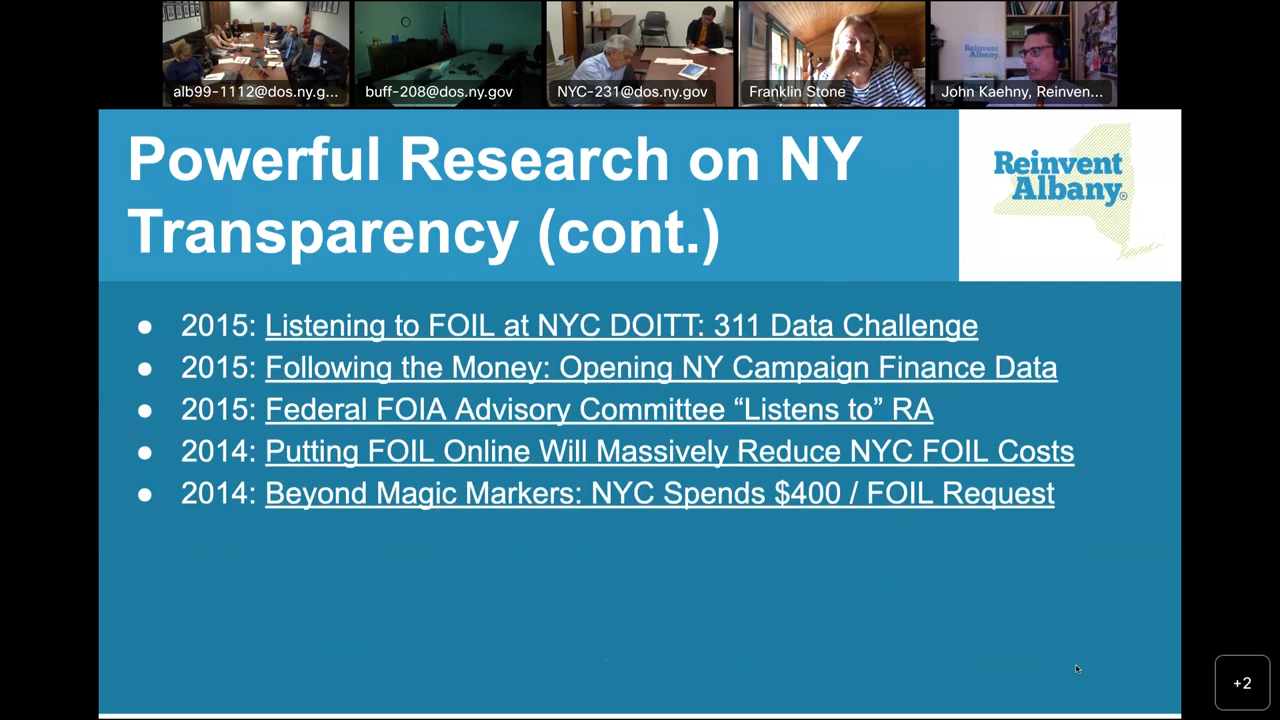 alb99-1112@dos.ny.g...
buff-208@dos.ny.gov
NYC-231@dos.ny.gov
Franklin Stone
John Kaehny, Reinven...
Powerful Research on NY
Transparency (cont.)
Reinvent
Albany.
● 2015: Listening to FOIL at NYC DOITT: 311 Data Challenge
● 2015: Following the Money: Opening NY Campaign Finance Data
● 2015: Federal FOIA Advisory Committee “Listens to” RA
● 2014: Putting FOIL Online Will Massively Reduce NYC FOIL Costs
● 2014: Beyond Magic Markers: NYC Spends $400 / FOIL Request
+2